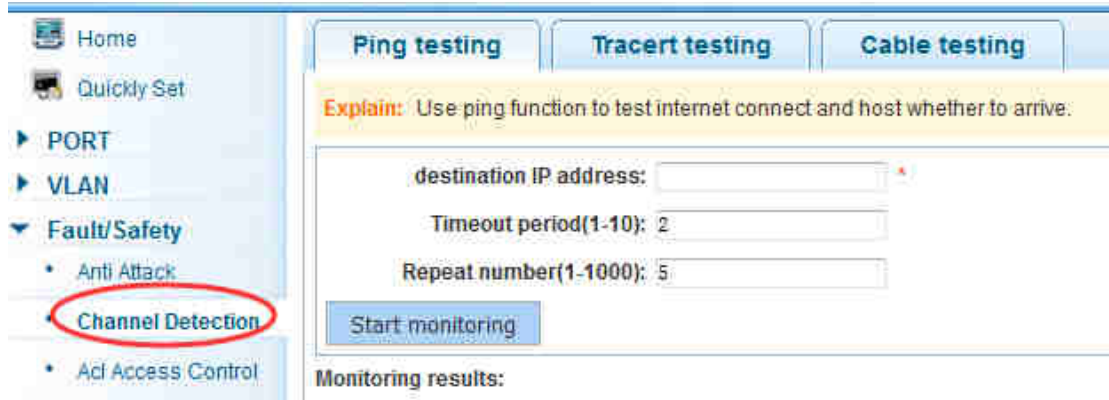 Home
Quickly Set
PORT
VLAN
Fault/Safety
Anti Attack
Channel Detection
Acl Access Control
Ping testing
Tracert testing
Cable testing
Explain: Use ping function to test internet connect and host whether to arrive.
destination IP address: *
Timeout period(1-10): 2
Repeat number(1-1000): 5
Start monitoring
Monitoring results: